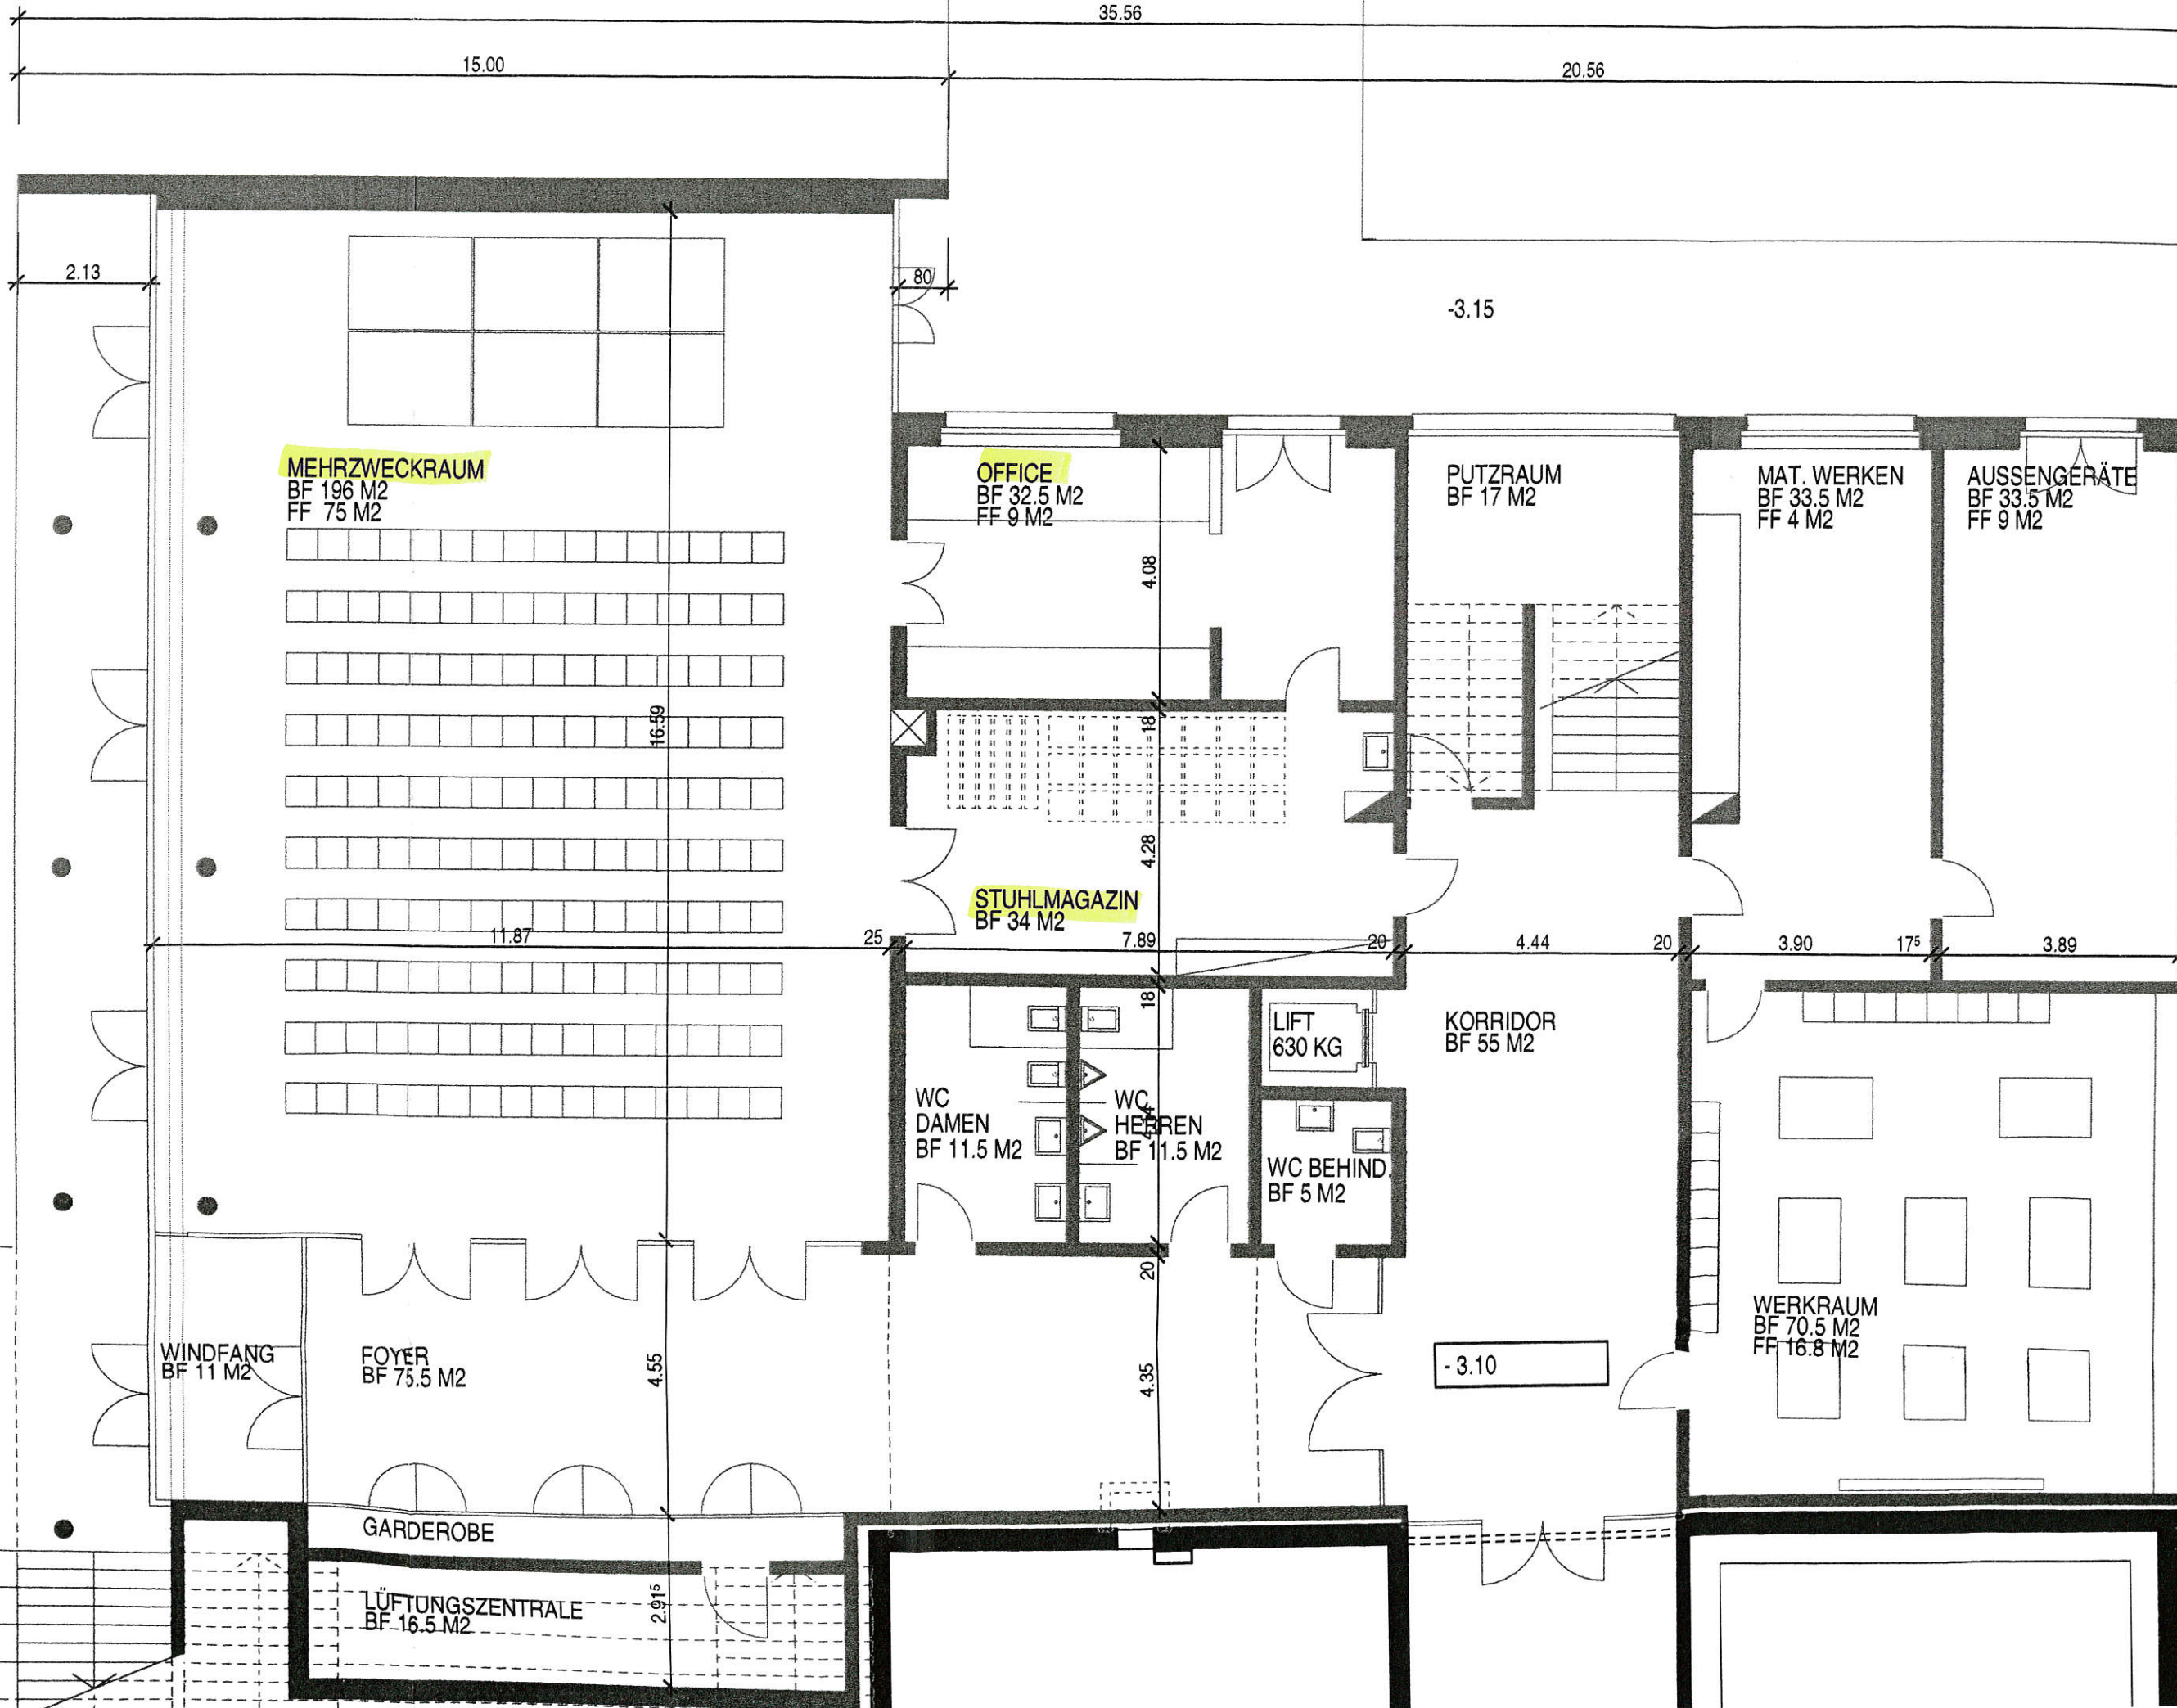 35.56
15.00
20.56
2.13
80
-3.15
MEHRZWECKRAUM
BF 196 M2
FF 75 M2
OFFICE
BF 32.5 M2
FF 9 M2
PUTZRAUM
BF 17 M2
MAT. WERKEN
BF 33.5 M2
FF 4 M2
AUSSENGERÄTE
BF 33.5 M2
FF 9 M2
4.08
16.59
18
4.28
STUHLMAGAZIN
BF 34 M2
11.87
25
7.89
20
4.44
20
3.90
17⁵
3.89
18
LIFT
630 KG
KORRIDOR
BF 55 M2
WC
DAMEN
BF 11.5 M2
WC
HERREN
BF 11.5 M2
WC BEHIND.
BF 5 M2
20
WINDFANG
BF 11 M2
FOYER
BF 75.5 M2
4.55
4.35
- 3.10
WERKRAUM
BF 70.5 M2
FF 16.8 M2
GARDEROBE
LÜFTUNGSZENTRALE
BF 16.5 M2
2.91⁵